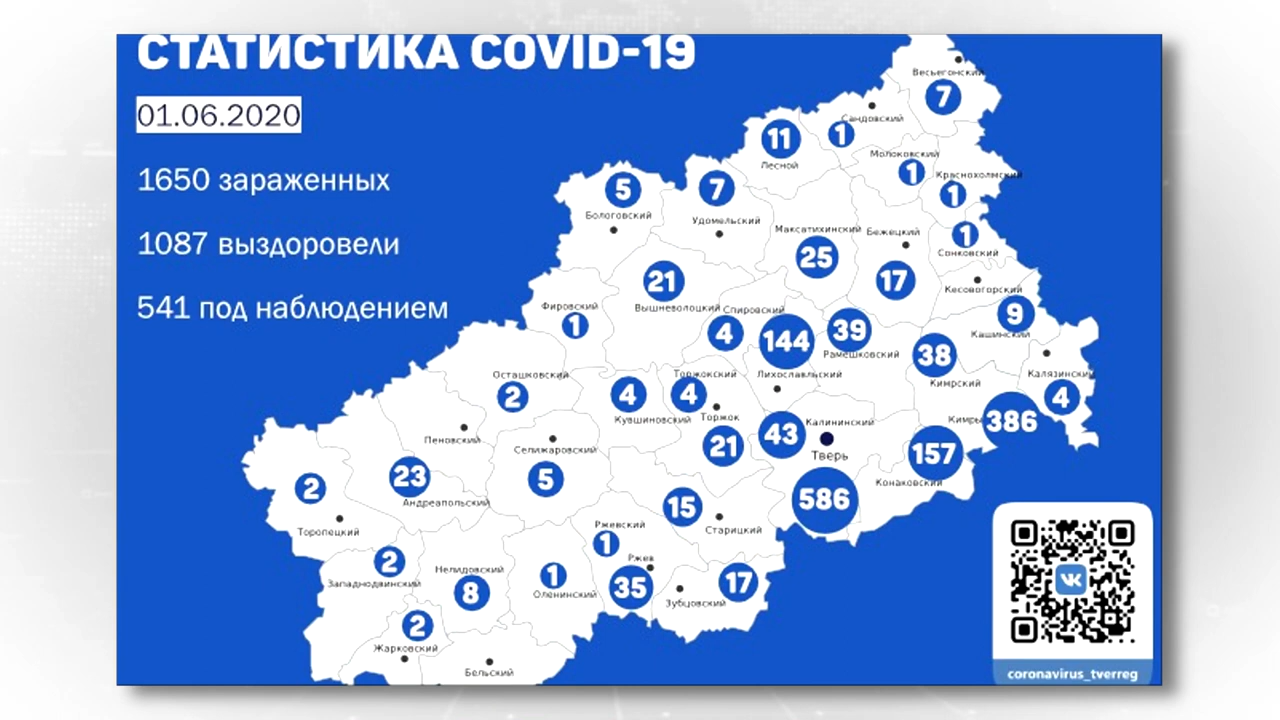 СТАТИСТИКА COVID-19
01.06.2020
1650 зараженных
1087 выздоровели
541 под наблюдением
Весьегонский
7
Сандовский
1
11
Лесной
Молоковский
1
Краснохолмский
1
5
Бологовский
7
Удомельский
Максатихинский
25
Бежецкий
17
1
Сонковский
Кесовогорский
21
Вышневолоцкий
Фировский
1
Спировский
4
144
Лихославльский
39
Рамешковский
9
Кашинский
38
Кимрский
Калязинский
4
Осташковский
2
4
Кувшиновский
Торжокский
4
Торжок
21
43
Калининский
Тверь
586
Кимры
386
157
Конаковский
Пеновский
Селижаровский
5
23
Андреапольский
2
Торопецкий
15
Старицкий
Ржевский
1
Ржев
35
2
Западнодвинский
Нелидовский
8
1
Оленинский
Зубцовский
17
2
Жарковский
Бельский
coronavirus_tverreg